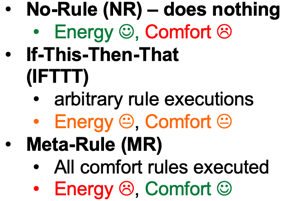 • No-Rule (NR) – does nothing
Energy ☺, Comfort ☹
• If-This-Then-That
(IFTTT)
• arbitrary rule executions
• Energy 😐, Comfort 😐
• Meta-Rule (MR)
• All comfort rules executed
• Energy ☹, Comfort ☺